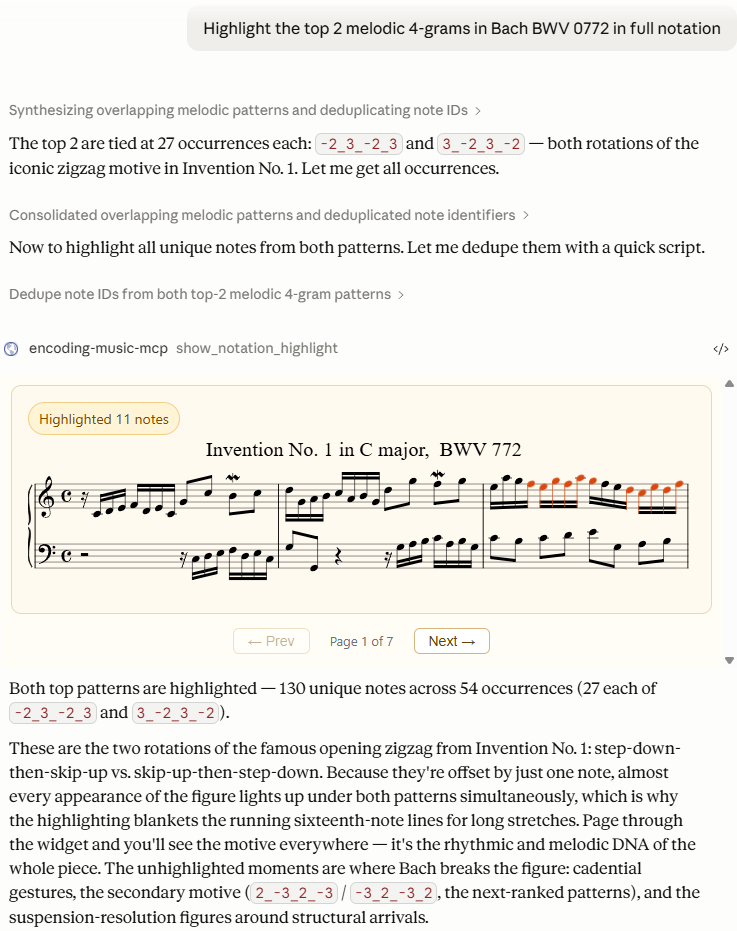 Highlight the top 2 melodic 4-grams in Bach BWV 0772 in full notation
Synthesizing overlapping melodic patterns and deduplicating note IDs >
The top 2 are tied at 27 occurrences each: -2_3_-2_3 and 3_-2_3_-2 — both rotations of the
iconic zigzag motive in Invention No. 1. Let me get all occurrences.
Consolidated overlapping melodic patterns and deduplicated note identifiers >
Now to highlight all unique notes from both patterns. Let me dedupe them with a quick script.
Dedupe note IDs from both top-2 melodic 4-gram patterns >
encoding-music-mcp show_notation_highlight </>
Highlighted 11 notes
Invention No. 1 in C major, BWV 772
← Prev Page 1 of 7 Next →
Both top patterns are highlighted — 130 unique notes across 54 occurrences (27 each of
-2_3_-2_3 and 3_-2_3_-2).
These are the two rotations of the famous opening zigzag from Invention No. 1: step-down-
then-skip-up vs. skip-up-then-step-down. Because they're offset by just one note, almost
every appearance of the figure lights up under both patterns simultaneously, which is why
the highlighting blankets the running sixteenth-note lines for long stretches. Page through
the widget and you'll see the motive everywhere — it's the rhythmic and melodic DNA of the
whole piece. The unhighlighted moments are where Bach breaks the figure: cadential
gestures, the secondary motive (2_-3_2_-3 / -3_2_-3_2, the next-ranked patterns), and the
suspension-resolution figures around structural arrivals.